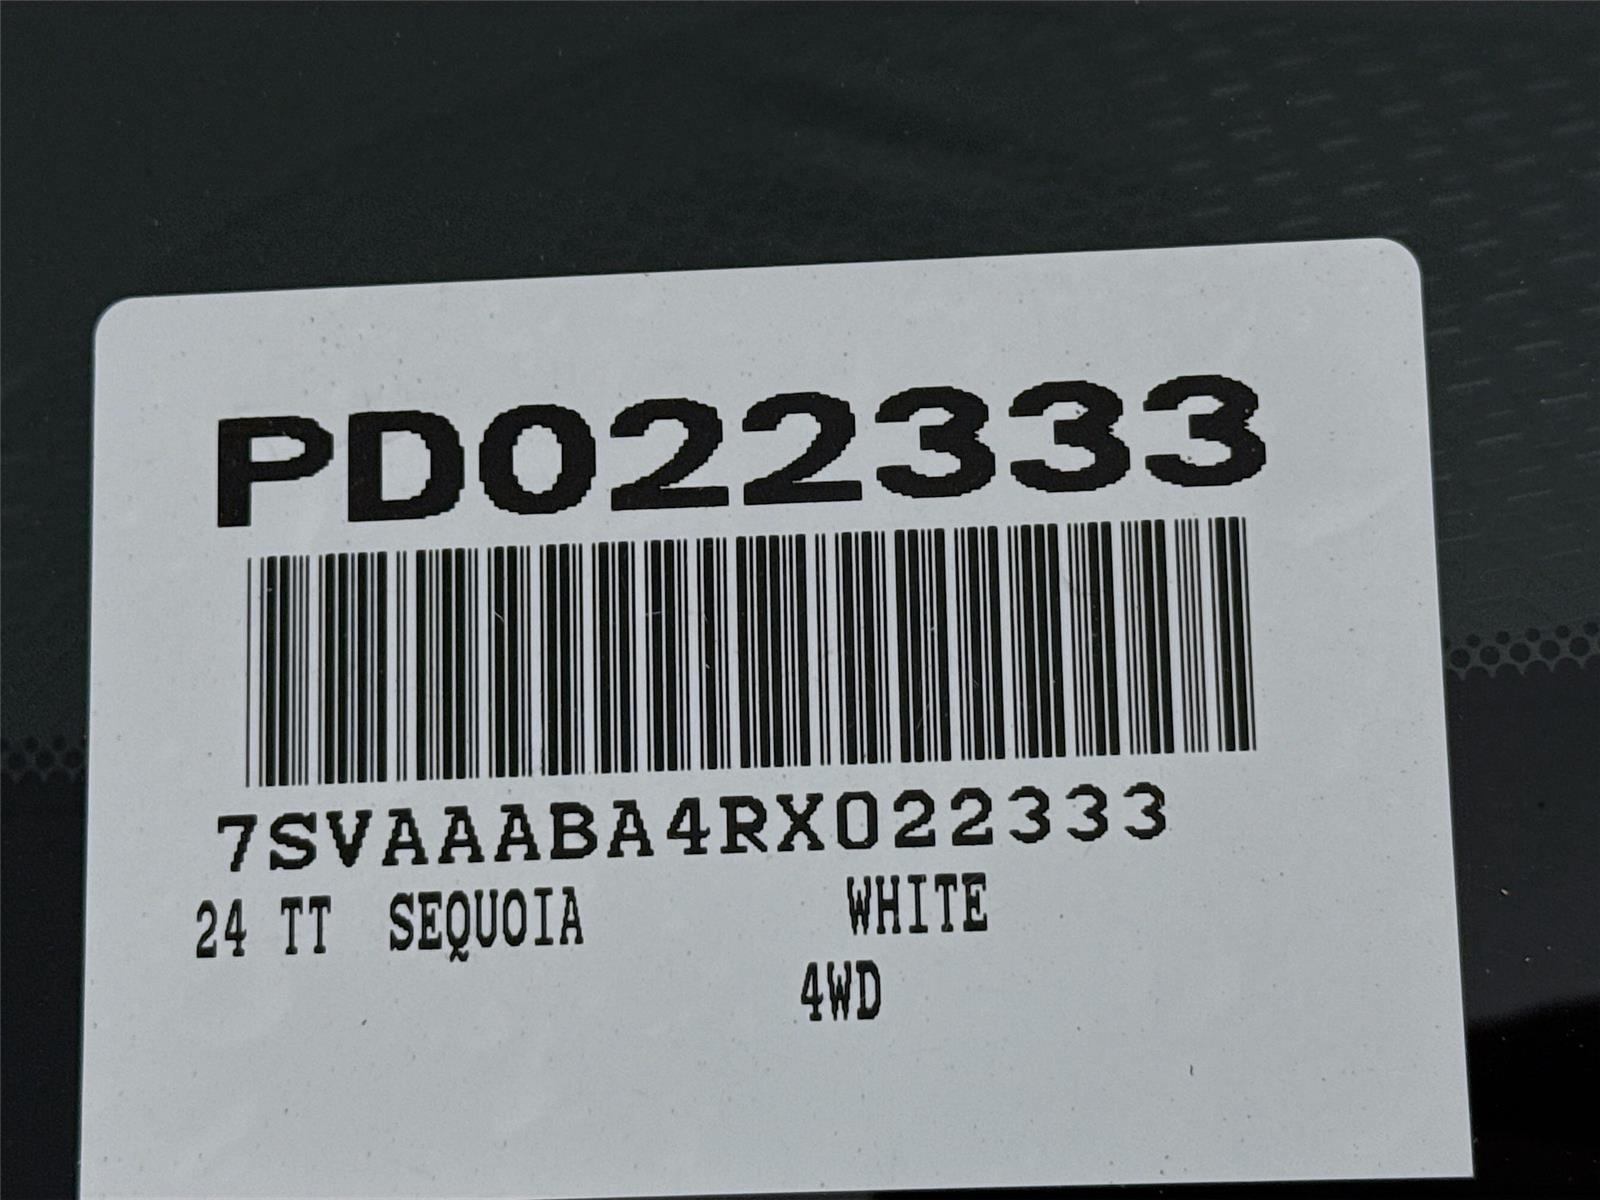 PD022333
7SVAAABA4RX022333
24 TT SEQUOIA WHITE
4WD